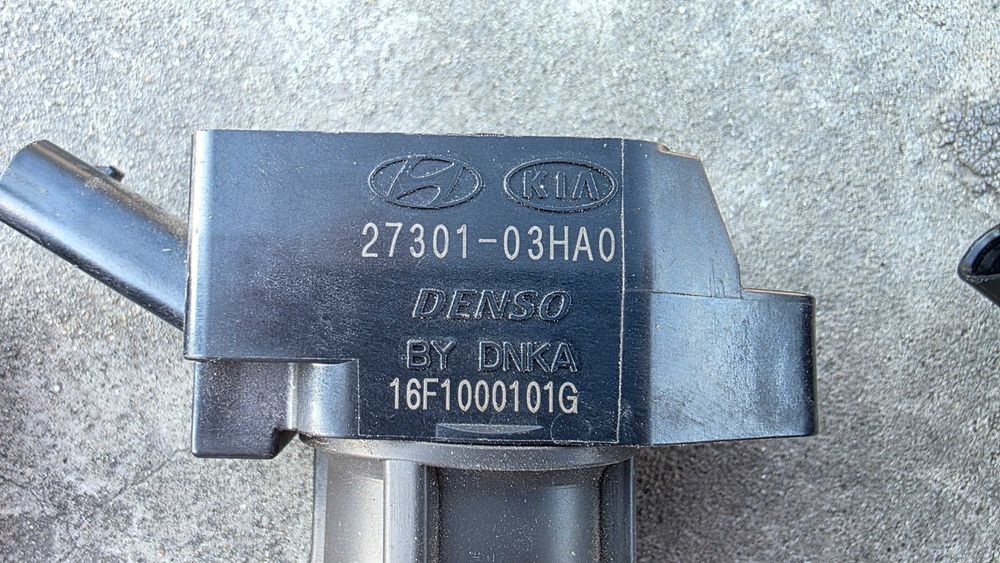 KIA
27301-03HA0
DENSO
BY DNKA
16F1000101G